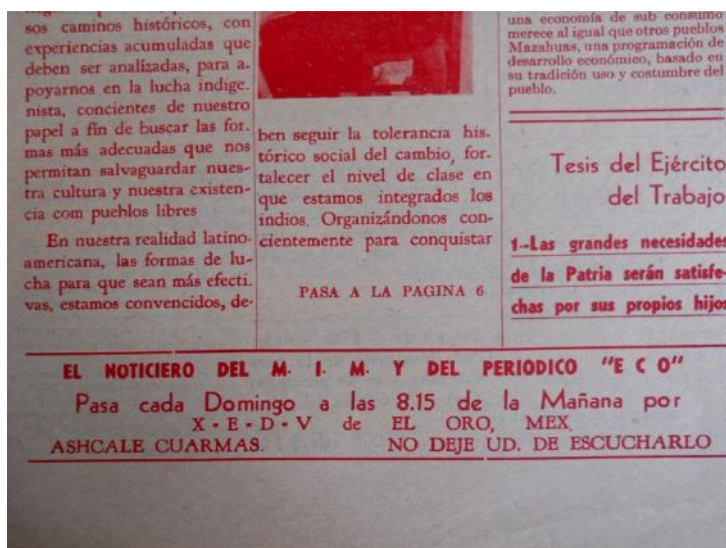 sos caminos históricos, con
experiencias acumuladas que
deben ser analizadas, para a.
poyarnos en la lucha indige.
nista, concientes de nuestro
papel a fin de buscar las for.
mas más adecuadas que nos
permitan salvaguardar nues-
tra cultura y nuestra existen-
cia com pueblos libres
En nuestra realidad latino-
americana, las formas de lu-
cha para que sean más efecti.
vas, estamos convencidos, de-
ben seguir la tolerancia his-
tórico social del cambio, for-
talecer el nivel de clase en
que estamos integrados los
indios. Organizándonos con-
cientemente para conquistar
PASA A LA PAGINA 6
una economía de sub consumo
merece al igual que otros pueblos
Mazahuas, una programación de
desarrollo económico, basado en
su tradición uso y costumbre del
pueblo.
Tesis del Ejército
del Trabajo
1--Las grandes necesidades
de la Patria serán satisfe-
chas por sus propios hijos
EL NOTICIERO DEL M. I. M. Y DEL PERIODICO "E C O"
Pasa cada Domingo a las 8.15 de la Mañana por
X - E - D - V de EL ORO, MEX.
ASHCALE CUARMAS. NO DEJE UD. DE ESCUCHARLO